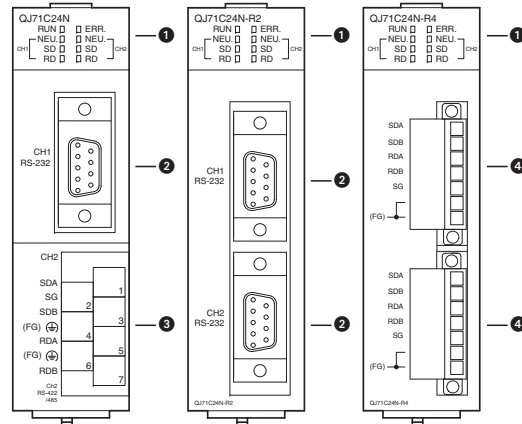 QJ71C24N
RUN ERR.
NEU. NEU.
CH1 SD SD CH2
RD RD
1
CH1
RS-232
2
CH2
SDA
SG
SDB
(FG)
RDA
(FG)
RDB
1
2
3
4
5
6
7
3
Ch2
RS-422
/485
QJ71C24N-R2
RUN ERR.
NEU. NEU.
CH1 SD SD CH2
RD RD
1
CH1
RS-232
2
CH2
RS-232
2
QJ71C24N-R2
QJ71C24N-R4
RUN ERR.
NEU. NEU.
CH1 SD SD CH2
RD RD
1
SDA
SDB
RDA
RDB
SG
(FG)
4
SDA
SDB
RDA
RDB
SG
(FG)
4
QJ71C24N-R4